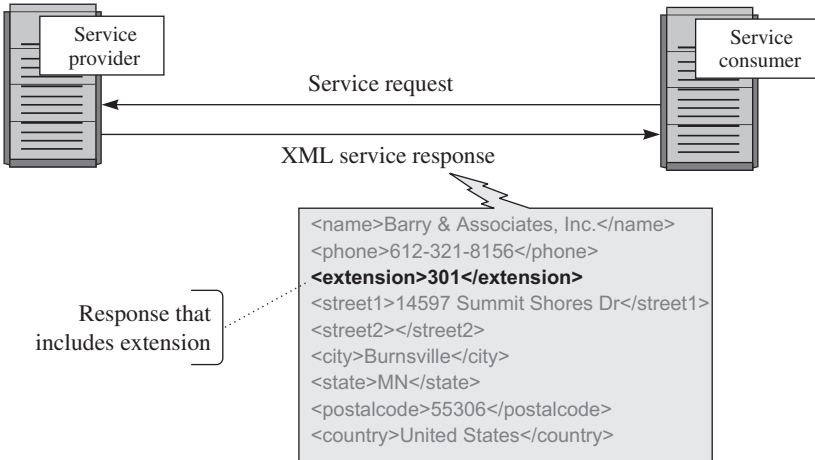 Service
provider
Service
consumer
Service request
XML service response
<name>Barry & Associates, Inc.</name>
<phone>612-321-8156</phone>
<extension>301</extension>
<street1>14597 Summit Shores Dr</street1>
<street2></street2>
<city>Burnsville</city>
<state>MN</state>
<postalcode>55306</postalcode>
<country>United States</country>
Response that
includes extension